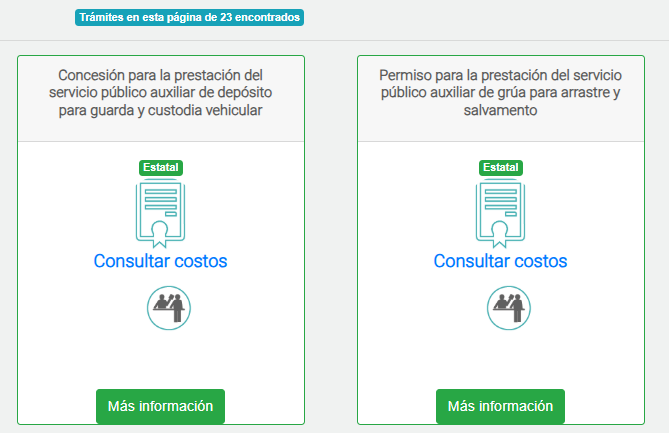 Trámites en esta página de 23 encontrados
Concesión para la prestación del
servicio público auxiliar de depósito
para guarda y custodia vehicular
Estatal
Consultar costos
Más información
Permiso para la prestación del servicio
público auxiliar de grúa para arrastre y
salvamento
Estatal
Consultar costos
Más información